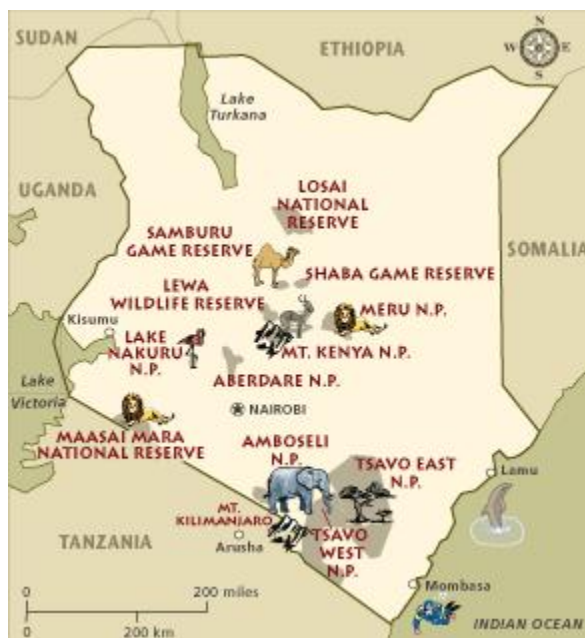 SUDAN
ETHIOPIA
N
W
E
S
Lake
Turkana
UGANDA
LOSAI
NATIONAL
RESERVE
SOMALIA
SAMBURU
GAME RESERVE
SHABA GAME RESERVE
LEWA
WILDLIFE RESERVE
MERU N.P.
Kisumu
LAKE
NAKURU
N.P.
MT. KENYA N.P.
ABERDARE N.P.
Lake
Victoria
NAIROBI
MAASAI MARA
NATIONAL RESERVE
AMBOSELI
N.P.
TSAVO EAST
N.P.
Lamu
MT.
KILIMANJARO
TSAVO
WEST
N.P.
TANZANIA
Arusha
Mombasa
0
200 miles
0
200 km
INDIAN OCEAN